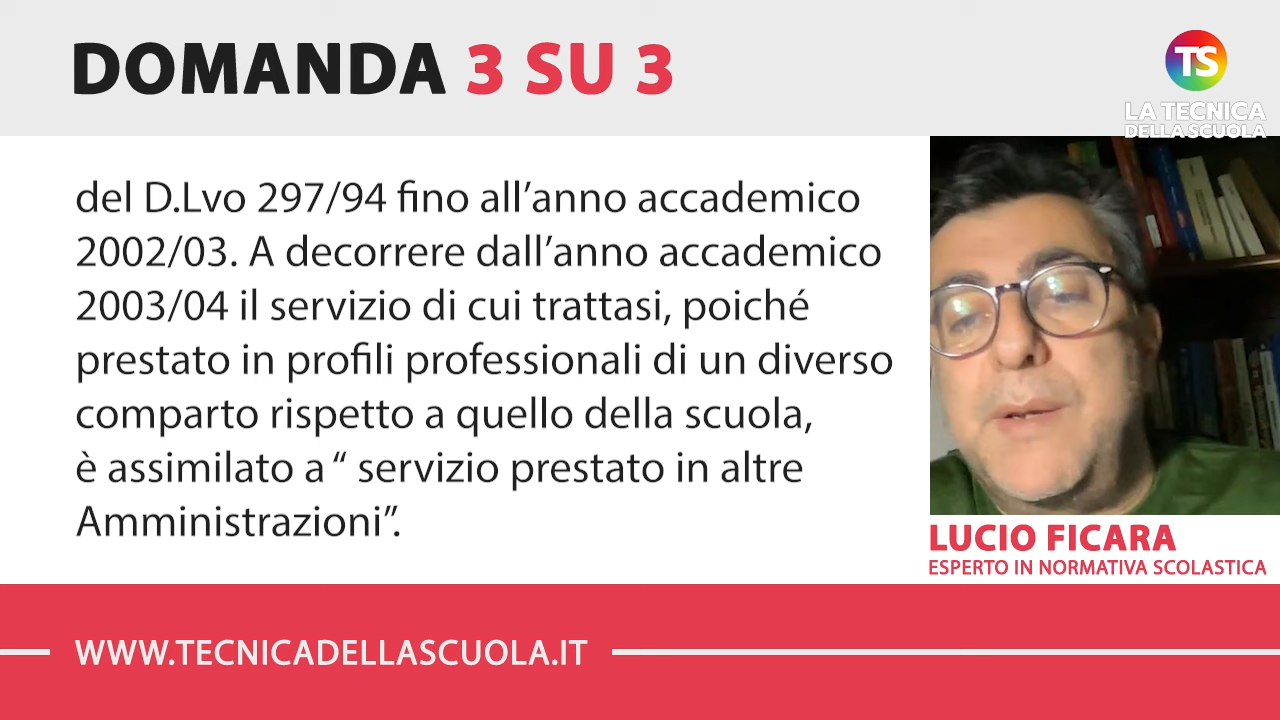 DOMANDA 3 SU 3
TS
LA TECNICA
DELLA SCUOLA
del D.Lvo 297/94 fino all’anno accademico
2002/03. A decorrere dall’anno accademico
2003/04 il servizio di cui trattasi, poiché
prestato in profili professionali di un diverso
comparto rispetto a quello della scuola,
è assimilato a “ servizio prestato in altre
Amministrazioni”.
LUCIO FICARA
ESPERTO IN NORMATIVA SCOLASTICA
WWW.TECNICADELLASCUOLA.IT